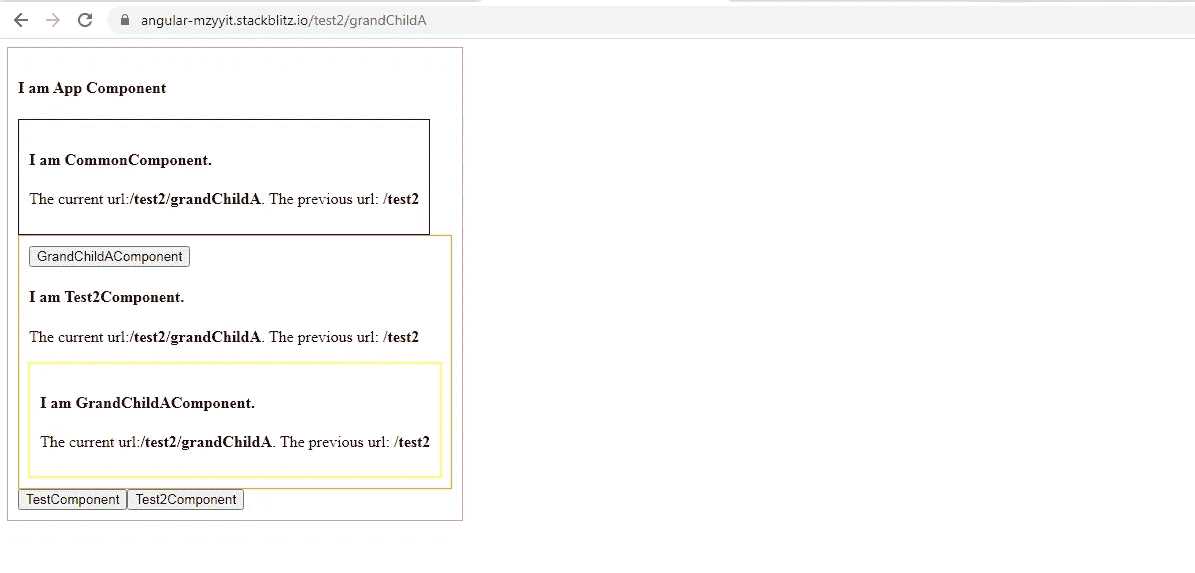 angular-mzyyit.stackblitz.io/test2/grandChildA
I am App Component
I am CommonComponent.
The current url:/test2/grandChildA. The previous url: /test2
GrandChildAComponent
I am Test2Component.
The current url:/test2/grandChildA. The previous url: /test2
I am GrandChildAComponent.
The current url:/test2/grandChildA. The previous url: /test2
TestComponent Test2Component